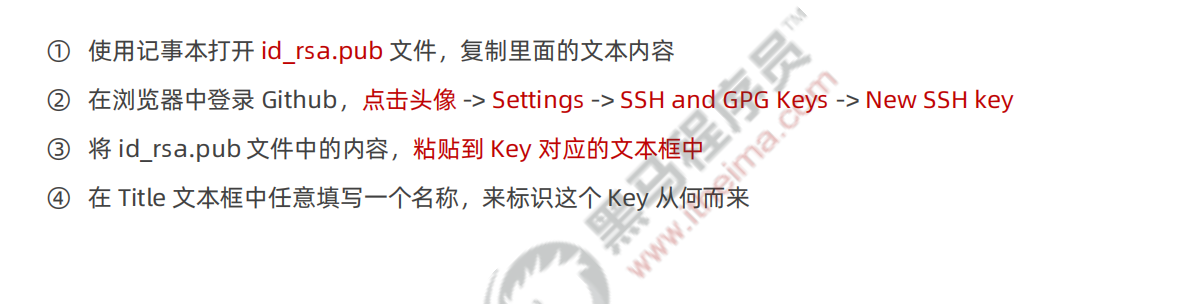 ① 使用记事本打开 id_rsa.pub 文件，复制里面的文本内容
② 在浏览器中登录 Github，点击头像 -> Settings -> SSH and GPG Keys -> New SSH key
③ 将 id_rsa.pub 文件中的内容，粘贴到 Key 对应的文本框中
④ 在 Title 文本框中任意填写一个名称，来标识这个 Key 从何而来
黑马程序员™
www.itheima.com